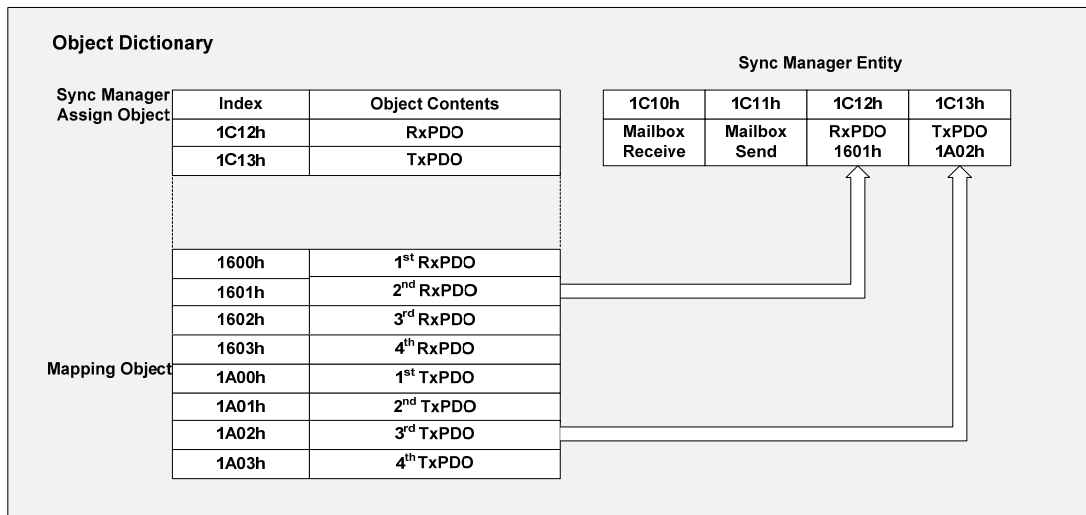 Object Dictionary
Sync Manager Entity
Sync Manager
Assign Object
Index Object Contents
1C12h RxPDO
1C13h TxPDO
1C10h 1C11h 1C12h 1C13h
Mailbox Receive Mailbox Send RxPDO 1601h TxPDO 1A02h
Mapping Object
1600h 1st RxPDO
1601h 2nd RxPDO
1602h 3rd RxPDO
1603h 4th RxPDO
1A00h 1st TxPDO
1A01h 2nd TxPDO
1A02h 3rd TxPDO
1A03h 4th TxPDO